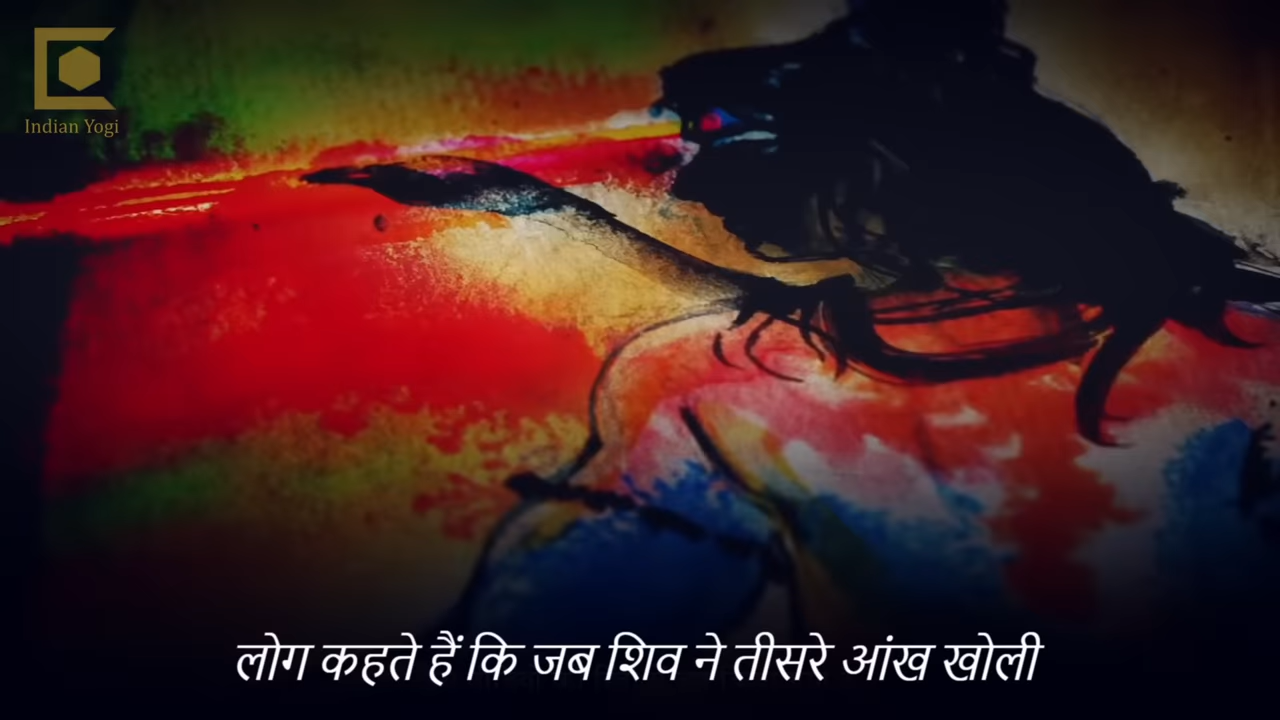 Indian Yogi
लोग कहते हैं कि जब शिव ने तीसरे आंख खोली